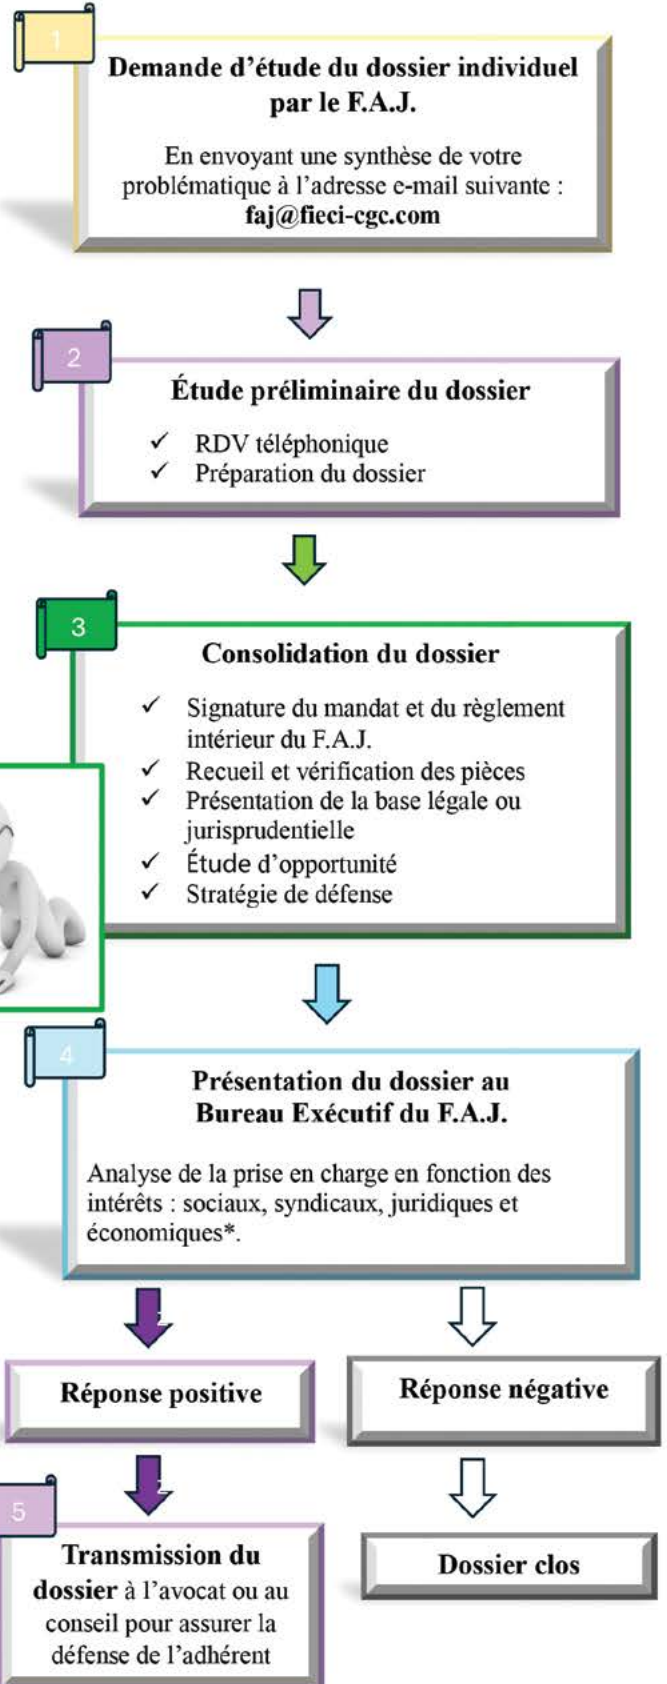 1
Demande d’étude du dossier individuel
par le F.A.J.
En envoyant une synthèse de votre
problématique à l’adresse e-mail suivante :
faj@fieci-cgc.com
2
Étude préliminaire du dossier
✓ RDV téléphonique
✓ Préparation du dossier
3
Consolidation du dossier
✓ Signature du mandat et du règlement
intérieur du F.A.J.
✓ Recueil et vérification des pièces
✓ Présentation de la base légale ou
jurisprudentielle
✓ Étude d’opportunité
✓ Stratégie de défense
4
Présentation du dossier au
Bureau Exécutif du F.A.J.
Analyse de la prise en charge en fonction des
intérêts : sociaux, syndicaux, juridiques et
économiques*.
Réponse positive
Réponse négative
5
Transmission du
dossier à l’avocat ou au
conseil pour assurer la
défense de l’adhérent
Dossier clos